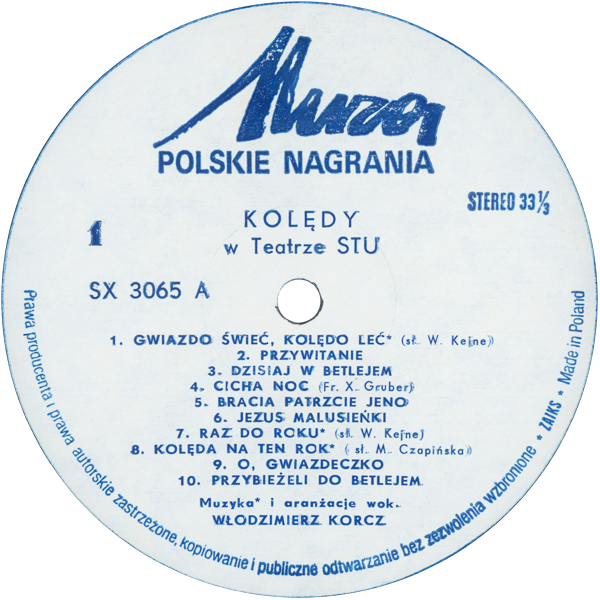 Muza
POLSKIE NAGRANIA
STEREO 33⅓
KOLĘDY
w Teatrze STU
1
SX 3065 A
1. GWIAZDO ŚWIEĆ, KOLĘDO LEĆ* (sł. W. Kejne)
2. PRZYWITANIE
3. DZISIAJ W BETLEJEM
4. CICHA NOC (Fr. X. Gruber)
5. BRACIA PATRZCIE JENO
6. JEZUS MALUSIEŃKI
7. RAZ DO ROKU* (sł. W. Kejne)
8. KOLĘDA NA TEN ROK* (sł. M. Czapińska)
9. O, GWIAZDECZKO
10. PRZYBIEŻELI DO BETLEJEM
Muzyka* i aranżacje wok.
WŁODZIMIERZ KORCZ
Prawa producenta i prawa autorskie zastrzeżone, kopiowanie i publiczne odtwarzanie bez zezwolenia wzbronione * ZAIKS * Made in Poland